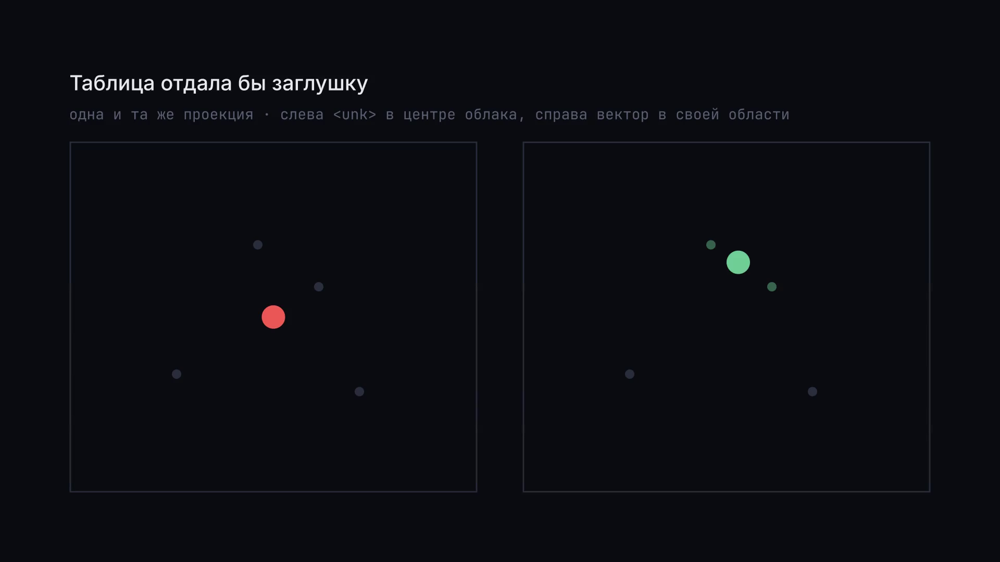 Таблица отдала бы заглушку
одна и та же проекция · слева <unk> в центре облака, справа вектор в своей области